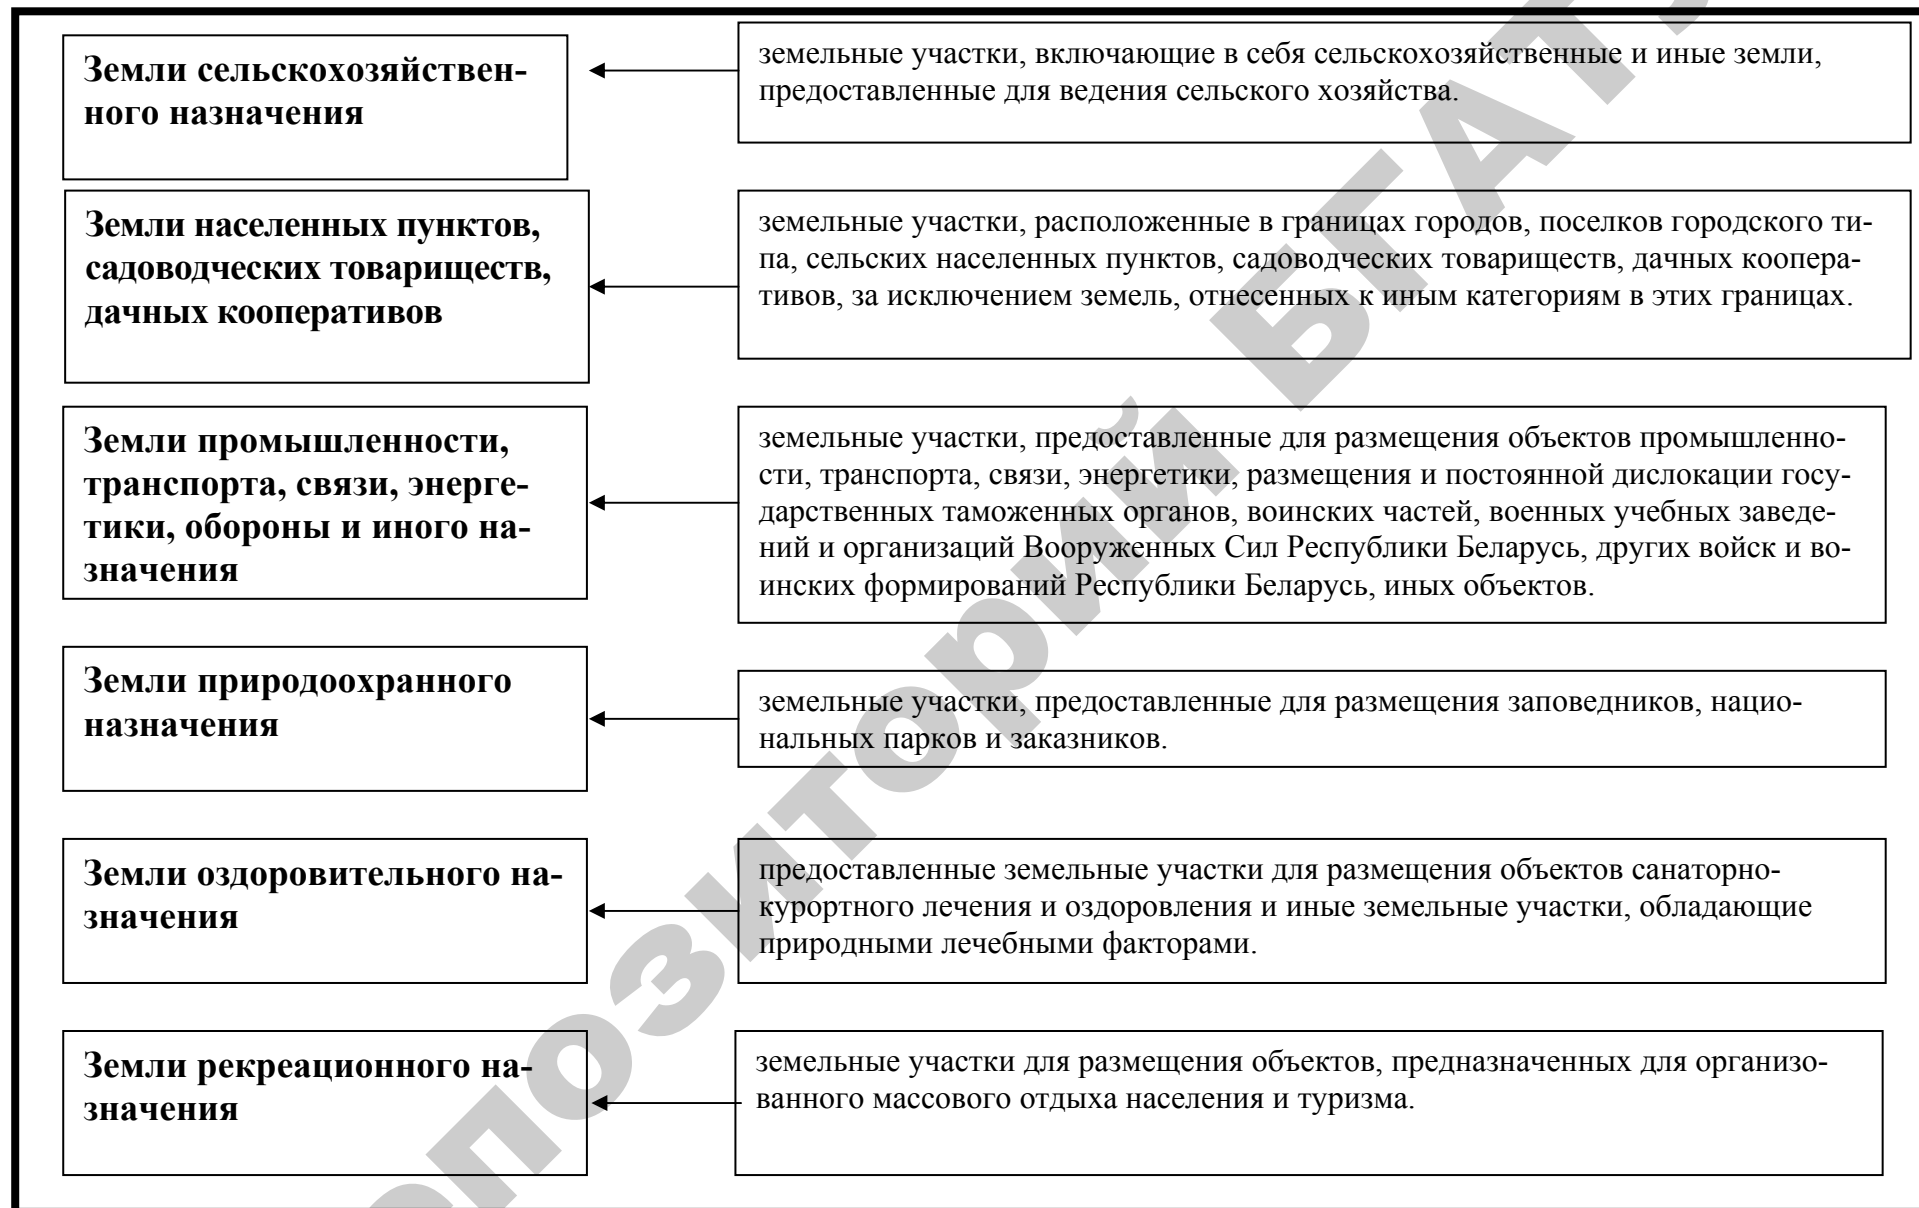 Земли сельскохозяйствен-
ного назначения
земельные участки, включающие в себя сельскохозяйственные и иные земли,
предоставленные для ведения сельского хозяйства.
Земли населенных пунктов,
садоводческих товариществ,
дачных кооперативов
земельные участки, расположенные в границах городов, поселков городского ти-
па, сельских населенных пунктов, садоводческих товариществ, дачных коопера-
тивов, за исключением земель, отнесенных к иным категориям в этих границах.
Земли промышленности,
транспорта, связи, энерге-
тики, обороны и иного на-
значения
земельные участки, предоставленные для размещения объектов промышленно-
сти, транспорта, связи, энергетики, размещения и постоянной дислокации госу-
дарственных таможенных органов, воинских частей, военных учебных заведе-
ний и организаций Вооруженных Сил Республики Беларусь, других войск и во-
инских формирований Республики Беларусь, иных объектов.
Земли природоохранного
назначения
земельные участки, предоставленные для размещения заповедников, нацио-
нальных парков и заказников.
Земли оздоровительного на-
значения
предоставленные земельные участки для размещения объектов санаторно-
курортного лечения и оздоровления и иные земельные участки, обладающие
природными лечебными факторами.
Земли рекреационного на-
значения
земельные участки для размещения объектов, предназначенных для организо-
ванного массового отдыха населения и туризма.
позиторий БГАТ